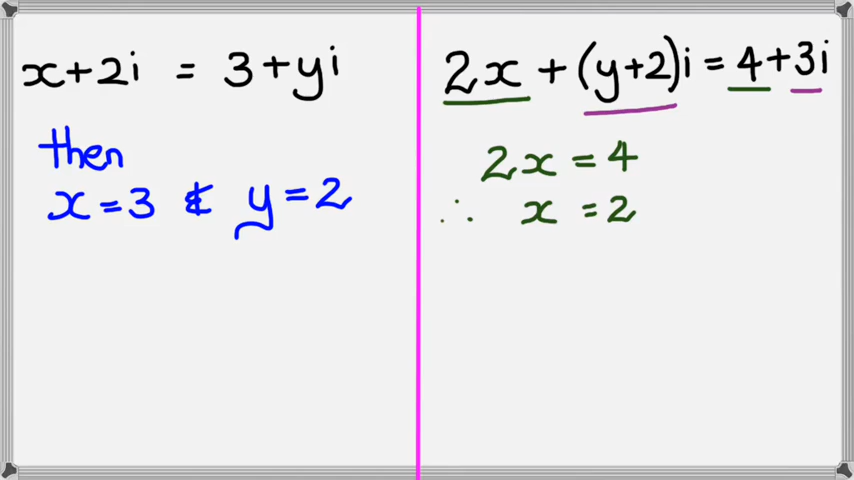 x+2i = 3+yi
then
x=3 & y=2
2x + (y+2)i = 4+3i
2x = 4
∴ x = 2